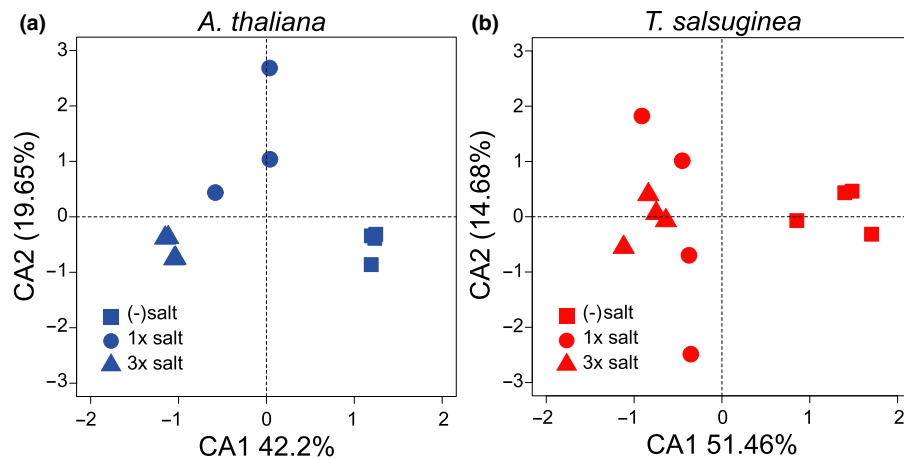 (a)
A. thaliana
CA2 (19.65%)
3
2
1
0
−1
−2
−3
(-)salt
1x salt
3x salt
−2
−1
0
1
2
CA1 42.2%
(b)
T. salsuginea
CA2 (14.68%)
3
2
1
0
−1
−2
−3
(-)salt
1x salt
3x salt
−2
−1
0
1
2
CA1 51.46%